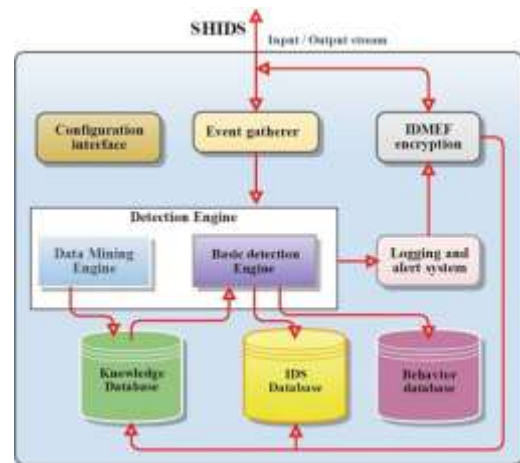 SHIDS
Input / Output stream
Configuration
interface
Event gatherer
IDMEF
encryption
Detection Engine
Data Mining
Engine
Basic detection
Engine
Logging and
alert system
Knowledge
Database
IDS
Database
Behavior
database